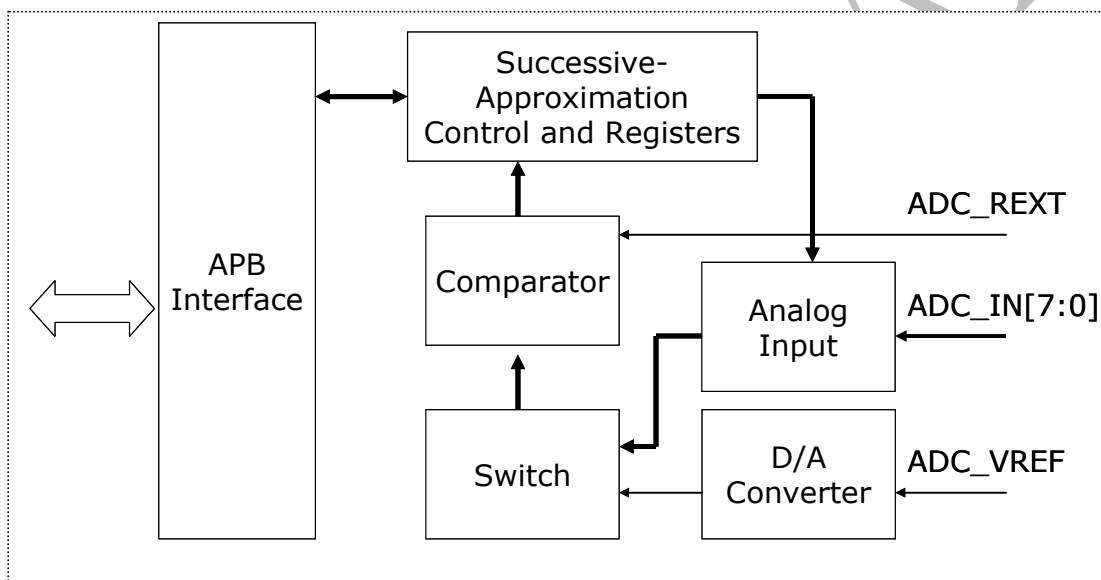 Successive-
Approximation
Control and Registers
ADC_REXT
APB
Interface
Comparator
Analog
Input
ADC_IN[7:0]
Switch
D/A
Converter
ADC_VREF